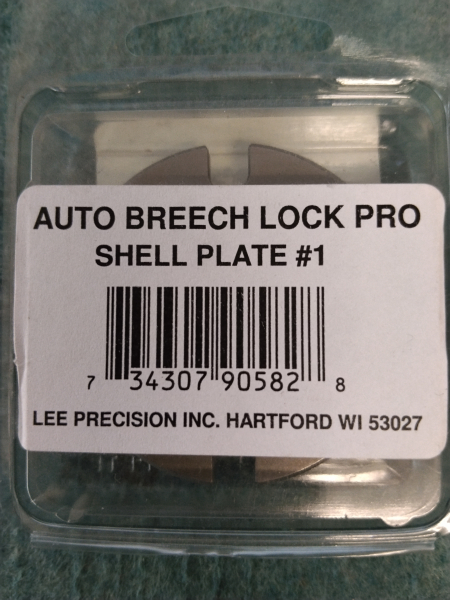 AUTO BREECH LOCK PRO
SHELL PLATE #1
7 34307 90582 8
LEE PRECISION INC. HARTFORD WI 53027